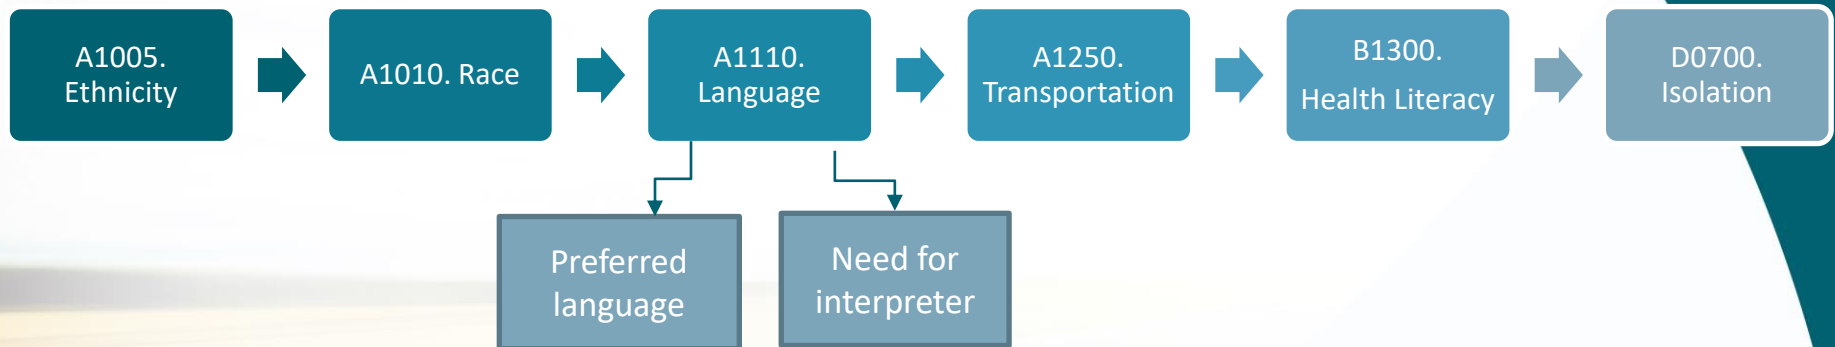 A1005.
Ethnicity
A1010. Race
A1110.
Language
A1250.
Transportation
B1300.
Health Literacy
D0700.
Isolation
Preferred
language
Need for
interpreter